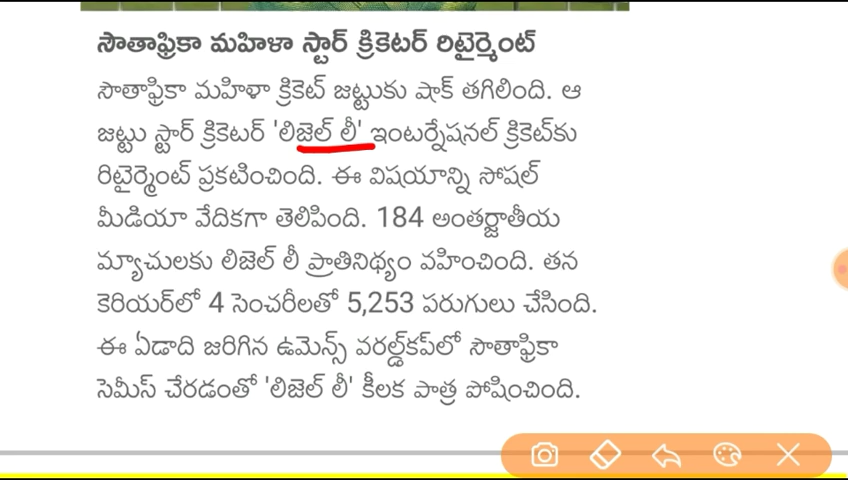 సౌతాఫ్రికా మహిళా స్టార్ క్రికెటర్ రిటైర్మెంట్
సౌతాఫ్రికా మహిళా క్రికెట్ జట్టుకు షాక్ తగిలింది. ఆ
జట్టు స్టార్ క్రికెటర్ 'లిజెల్ లీ' ఇంటర్నేషనల్ క్రికెట్‌కు
రిటైర్మెంట్ ప్రకటించింది. ఈ విషయాన్ని సోషల్
మీడియా వేదికగా తెలిపింది. 184 అంతర్జాతీయ
మ్యాచులకు లిజెల్ లీ ప్రాతినిథ్యం వహించింది. తన
కెరియర్‌లో 4 సెంచరీలతో 5,253 పరుగులు చేసింది.
ఈ ఏడాది జరిగిన ఉమెన్స్ వరల్డ్‌కప్‌లో సౌతాఫ్రికా
సెమీస్ చేరడంతో 'లిజెల్ లీ' కీలక పాత్ర పోషించింది.